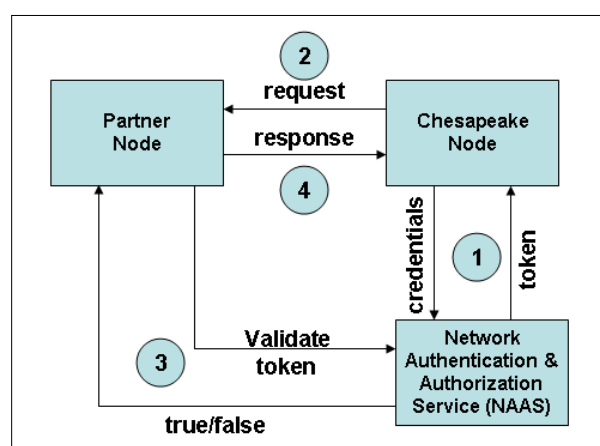 2
request
Partner
Node
Chesapeake
Node
response
4
credentials
1
token
Validate
token
3
Network
Authentication &
Authorization
Service (NAAS)
true/false